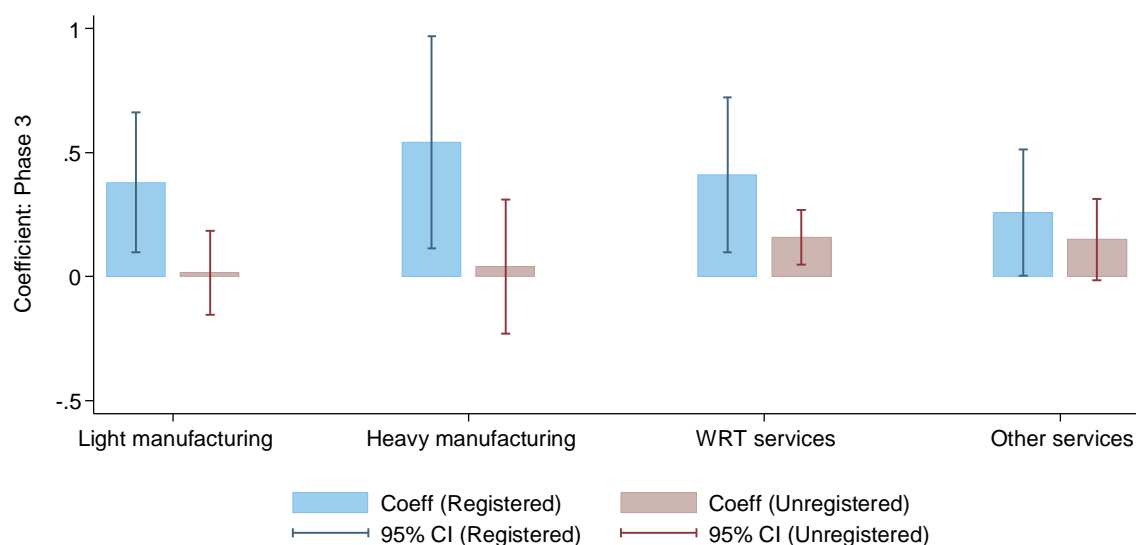 Coefficient: Phase 3
1
.5
0
-.5
Light manufacturing Heavy manufacturing WRT services Other services
Coeff (Registered) Coeff (Unregistered)
95% CI (Registered) 95% CI (Unregistered)